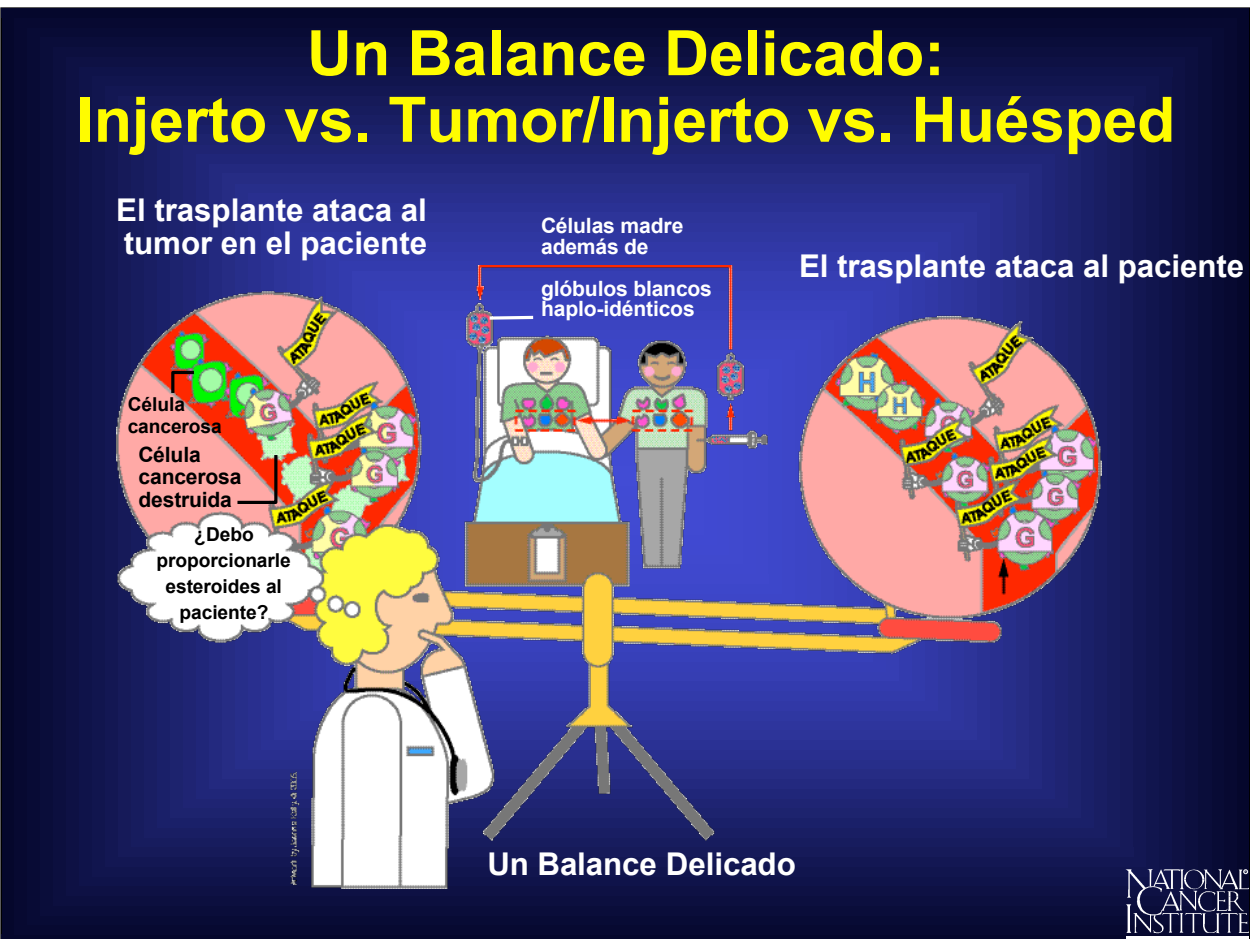 Un Balance Delicado:
Injerto vs. Tumor/Injerto vs. Huésped
El trasplante ataca al
tumor en el paciente
Células madre
además de
glóbulos blancos
haplo-idénticos
El trasplante ataca al paciente
ATAQUE
ATAQUE
ATAQUE
ATAQUE
G
G
G
G
Célula
cancerosa
Célula
cancerosa
destruida
¿Debo
proporcionarle
esteroides al
paciente?
H
H
ATAQUE
ATAQUE
ATAQUE
ATAQUE
ATAQUE
G
G
G
G
G
Un Balance Delicado
NATIONAL
CANCER
INSTITUTE